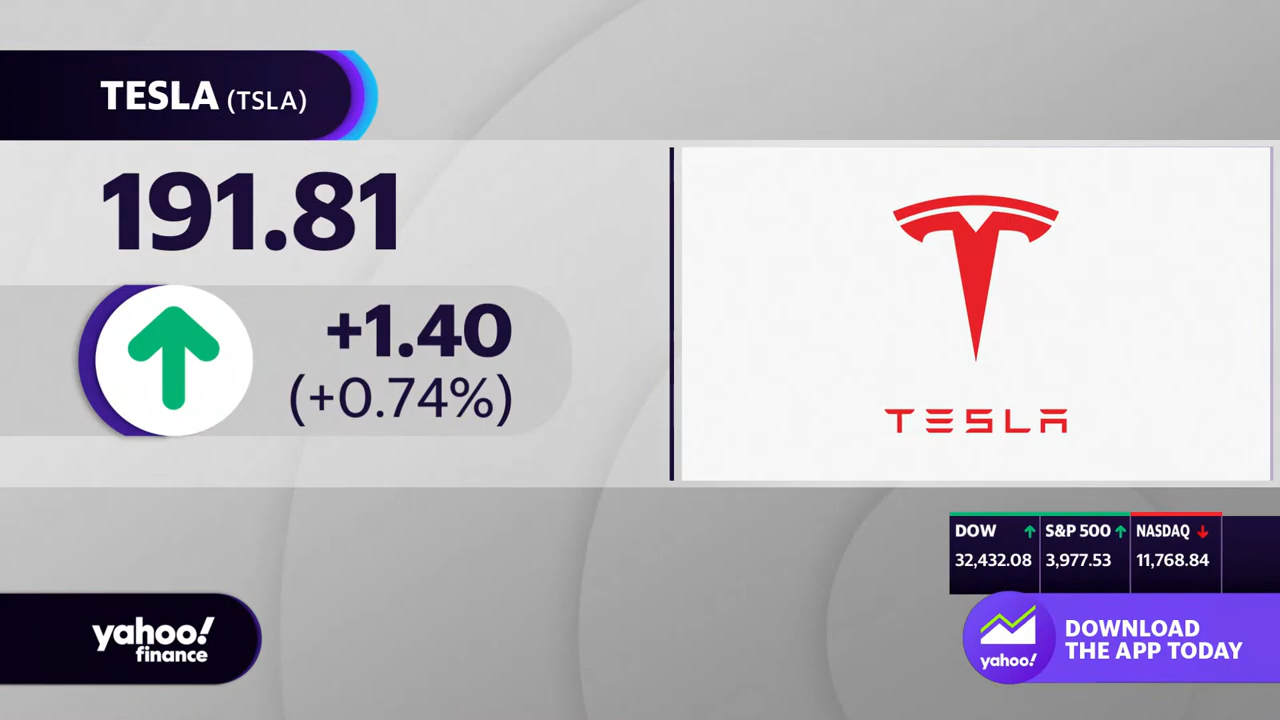 TESLA (TSLA)
191.81
+1.40
(+0.74%)
TESLA
DOW
32,432.08
S&P 500
3,977.53
NASDAQ
11,768.84
yahoo!
finance
yahoo!
DOWNLOAD
THE APP TODAY